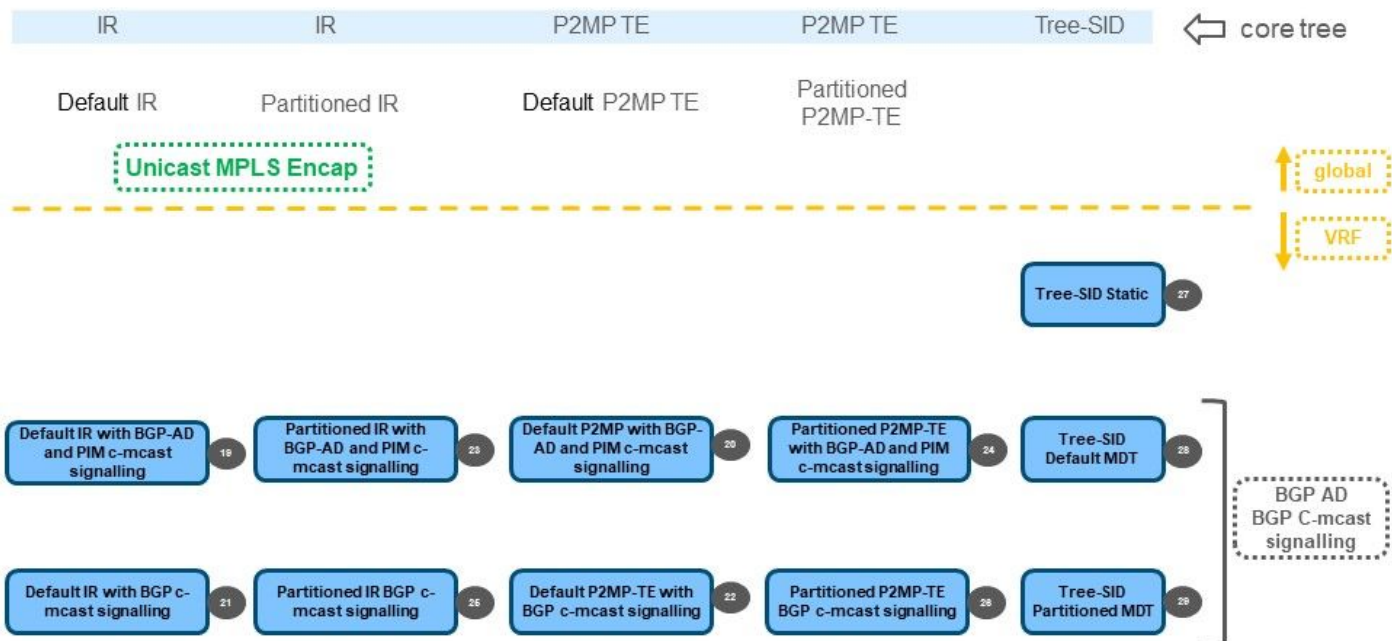 IR
IR
P2MP TE
P2MP TE
Tree-SID
core tree
Default IR
Partitioned IR
Default P2MP TE
Partitioned
P2MP-TE
Unicast MPLS Encap
global
VRF
Tree-SID Static
27
Default IR with BGP-AD
and PIM c-mcast
signalling
19
Partitioned IR with
BGP-AD and PIM c-
mcast signalling
23
Default P2MP with BGP-
AD and PIM c-mcast
signalling
20
Partitioned P2MP-TE
with BGP-AD and PIM
c-mcast signalling
24
Tree-SID
Default MDT
28
BGP AD
BGP C-mcast
signalling
Default IR with BGP c-
mcast signalling
21
Partitioned IR BGP c-
mcast signalling
25
Default P2MP-TE with
BGP c-mcast signalling
22
Partitioned P2MP-TE
BGP c-mcast signalling
26
Tree-SID
Partitioned MDT
29